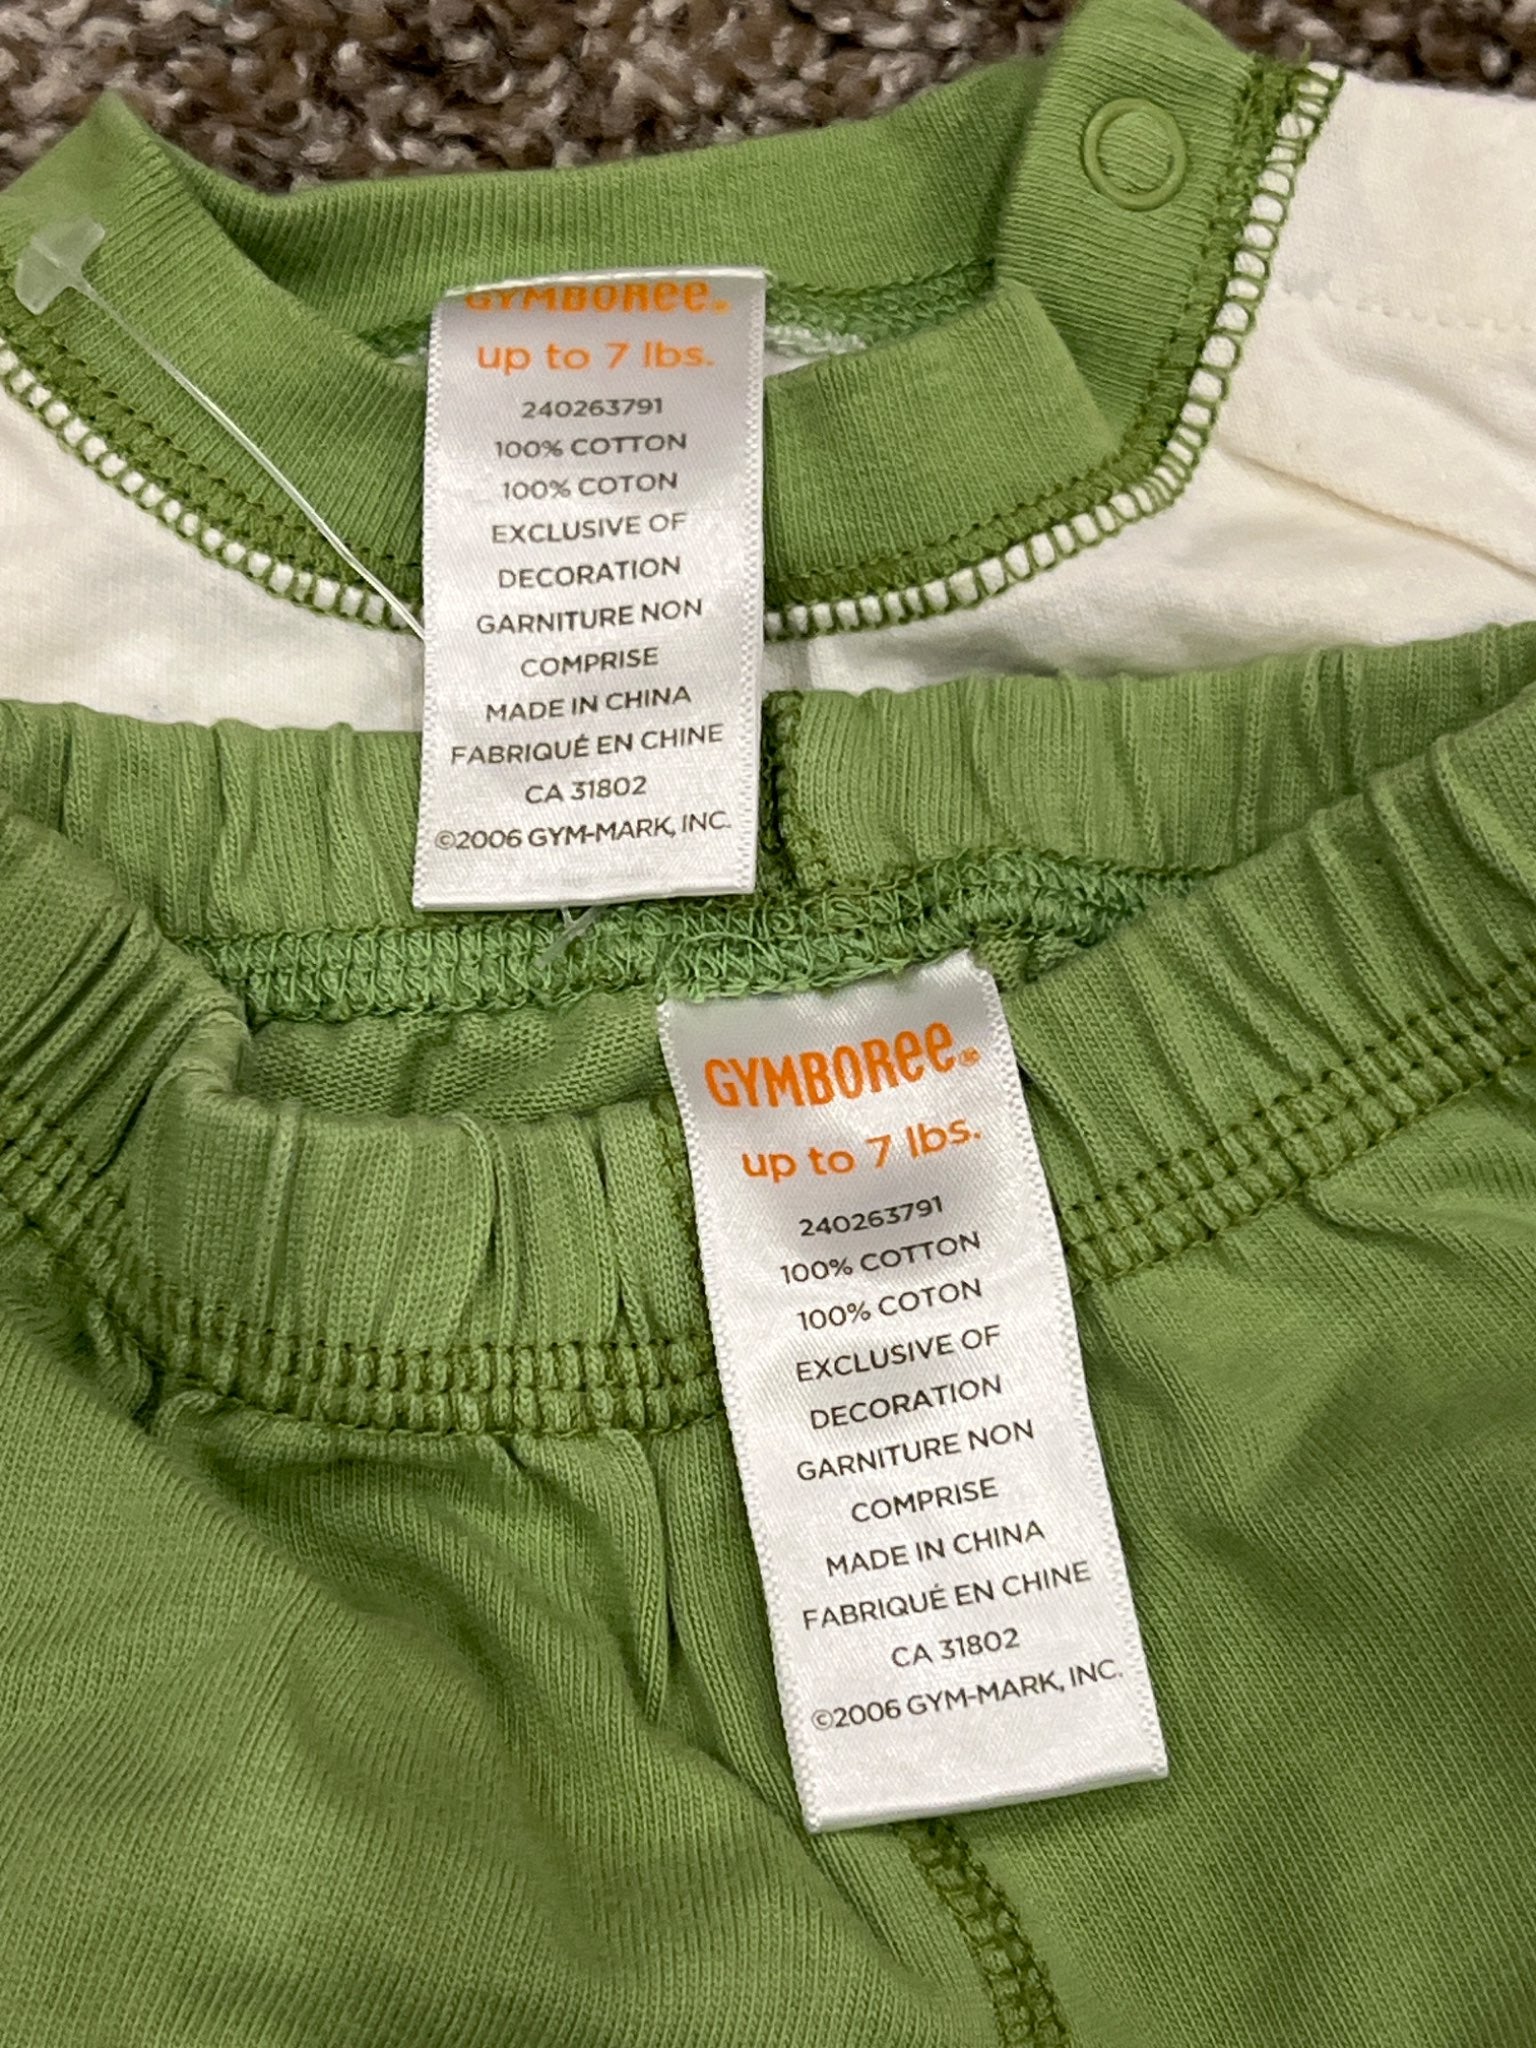 GYMBOREE®
up to 7 lbs.
240263791
100% COTTON
100% COTON
EXCLUSIVE OF
DECORATION
GARNITURE NON
COMPRISE
MADE IN CHINA
FABRIQUÉ EN CHINE
CA 31802
©2006 GYM-MARK, INC.
GYMBOREE®
up to 7 lbs.
240263791
100% COTTON
100% COTON
EXCLUSIVE OF
DECORATION
GARNITURE NON
COMPRISE
MADE IN CHINA
FABRIQUÉ EN CHINE
CA 31802
©2006 GYM-MARK, INC.